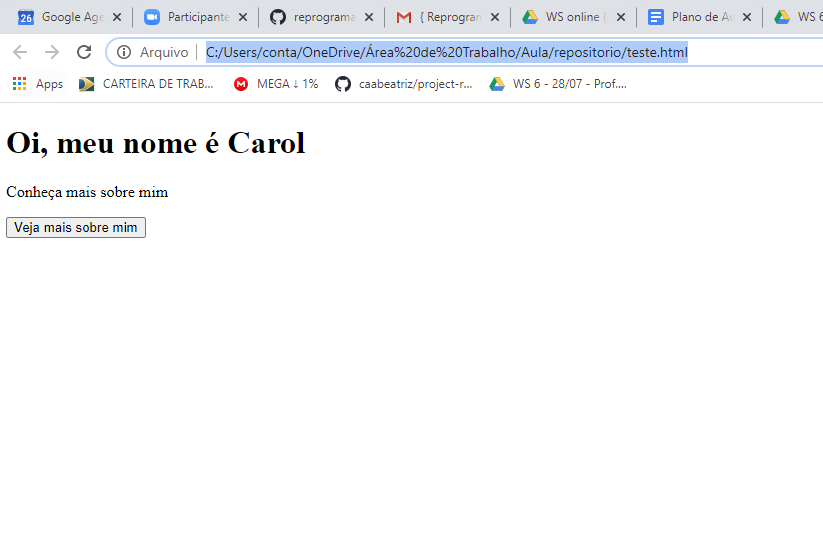 26 Google Age Participante reprograma { Reprogran WS online { Plano de Au WS 6
Arquivo C:/Users/conta/OneDrive/Área%20de%20Trabalho/Aula/repositorio/teste.html
Apps CARTEIRA DE TRAB... M MEGA ↓ 1% caabeatriz/project-r... WS 6 - 28/07 - Prof....
Oi, meu nome é Carol
Conheça mais sobre mim
Veja mais sobre mim